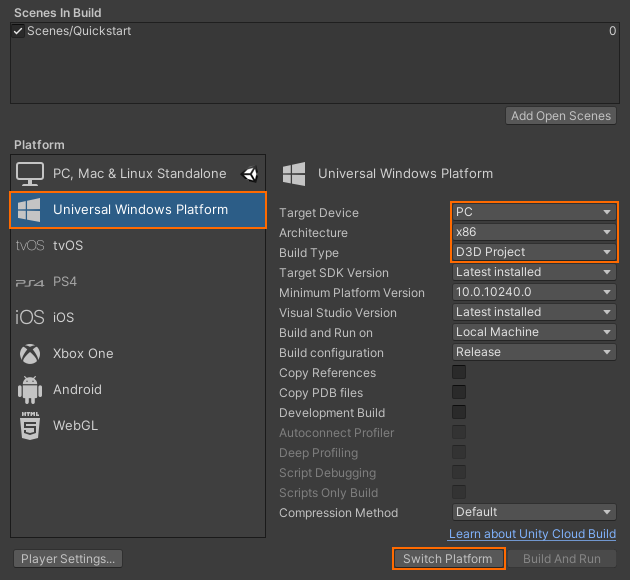 Scenes In Build
Scenes/Quickstart 0
Add Open Scenes
Platform
PC, Mac & Linux Standalone
Universal Windows Platform
tvOS tvOS
PS4 PS4
iOS iOS
Xbox One
Android
HTML 5 WebGL
Universal Windows Platform
Target Device PC
Architecture x86
Build Type D3D Project
Target SDK Version Latest installed
Minimum Platform Version 10.0.10240.0
Visual Studio Version Latest installed
Build and Run on Local Machine
Build configuration Release
Copy References
Copy PDB files
Development Build
Autoconnect Profiler
Deep Profiling
Script Debugging
Scripts Only Build
Compression Method Default
Learn about Unity Cloud Build
Player Settings... Switch Platform Build And Run